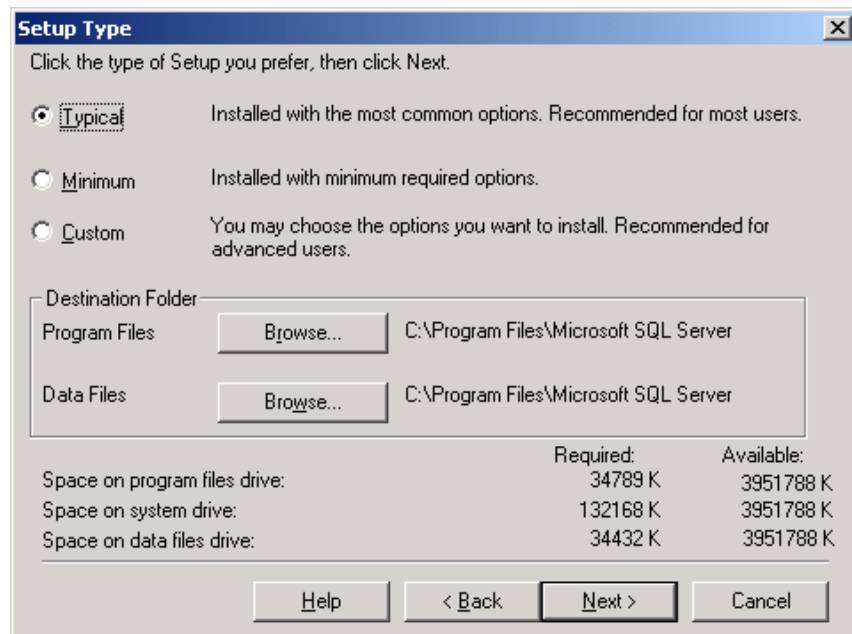 Setup Type
Click the type of Setup you prefer, then click Next.
Typical Installed with the most common options. Recommended for most users.
Minimum Installed with minimum required options.
Custom You may choose the options you want to install. Recommended for
advanced users.
Destination Folder
Program Files Browse... C:\Program Files\Microsoft SQL Server
Data Files Browse... C:\Program Files\Microsoft SQL Server
Required: Available:
Space on program files drive: 34789 K 3951788 K
Space on system drive: 132168 K 3951788 K
Space on data files drive: 34432 K 3951788 K
Help < Back Next > Cancel